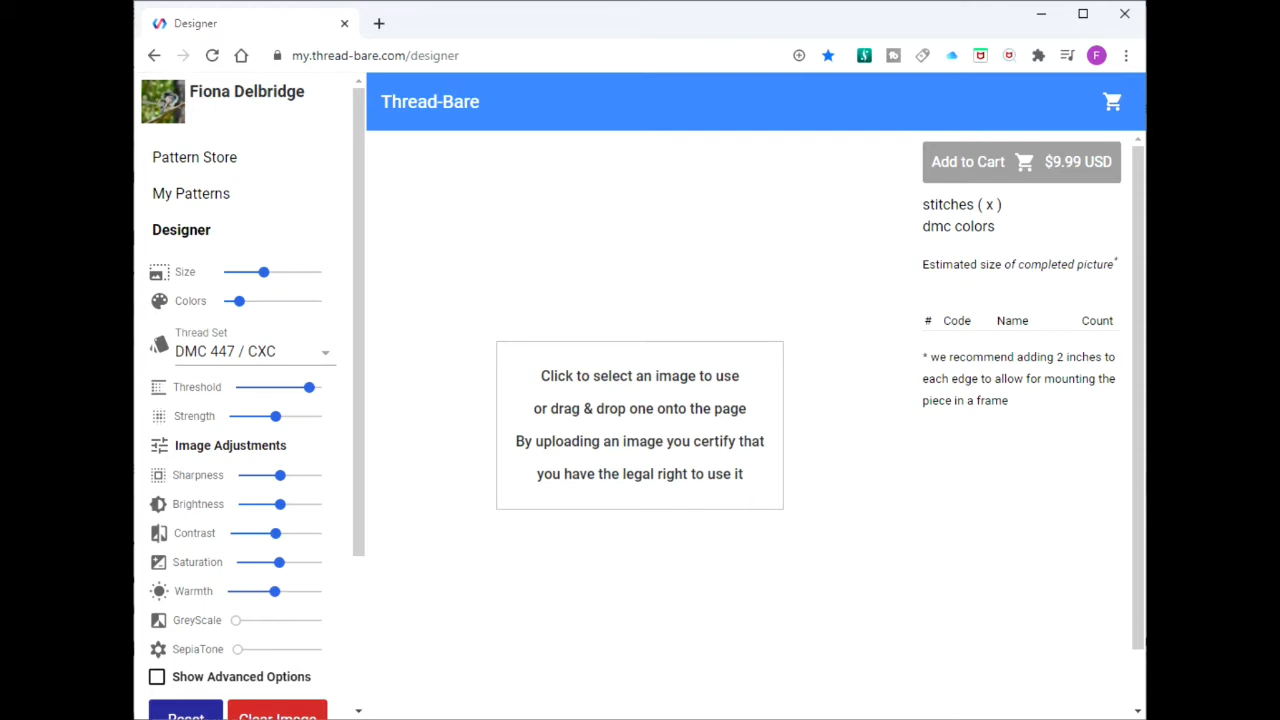 Designer
my.thread-bare.com/designer
F
Fiona Delbridge
Thread-Bare
Pattern Store
My Patterns
Designer
Size
Colors
Thread Set
DMC 447 / CXC
Threshold
Strength
Image Adjustments
Sharpness
Brightness
Contrast
Saturation
Warmth
GreyScale
SepiaTone
Show Advanced Options
Reset Clear Image
Click to select an image to use
or drag & drop one onto the page
By uploading an image you certify that
you have the legal right to use it
Add to Cart $9.99 USD
stitches ( x )
dmc colors
Estimated size of completed picture*
# Code Name Count
* we recommend adding 2 inches to
each edge to allow for mounting the
piece in a frame